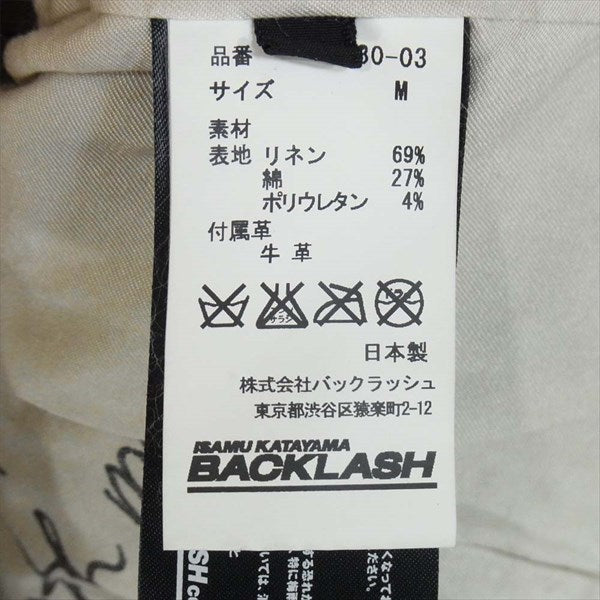 品番 30-03
サイズ M
素材
表地 リネン 69%
綿 27%
ポリウレタン 4%
付属革
牛 革
日本製
株式会社バックラッシュ
東京都渋谷区猿楽町2-12
ISAMU KATAYAMA
BACKLASH